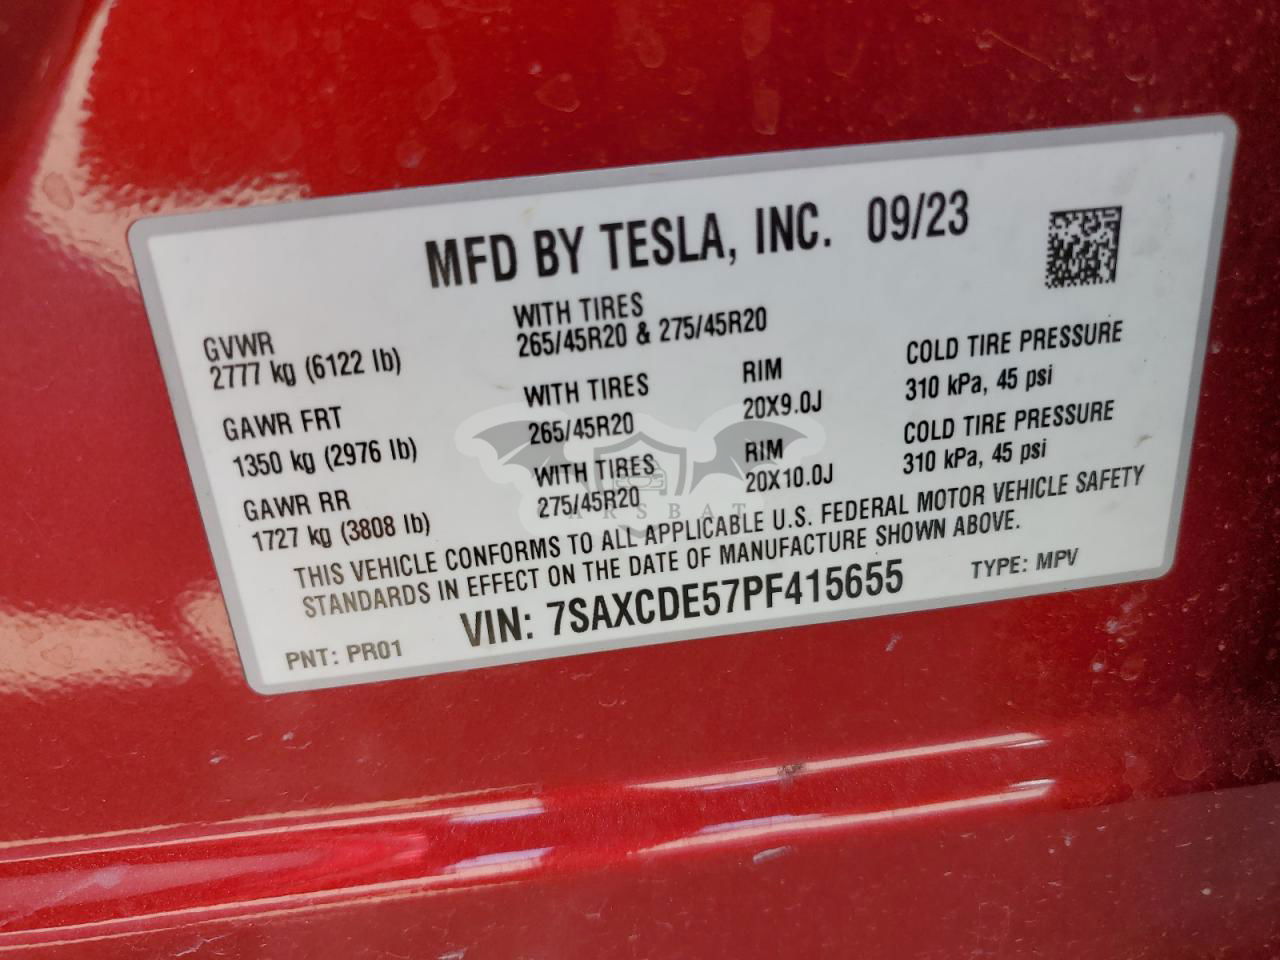 MFD BY TESLA, INC. 09/23
GVWR
2777 kg (6122 lb)
WITH TIRES
265/45R20 & 275/45R20
GAWR FRT
1350 kg (2976 lb)
WITH TIRES
265/45R20
RIM
20X9.0J
COLD TIRE PRESSURE
310 kPa, 45 psi
GAWR RR
1727 kg (3808 lb)
WITH TIRES
275/45R20
RIM
20X10.0J
COLD TIRE PRESSURE
310 kPa, 45 psi
ARSBAT
THIS VEHICLE CONFORMS TO ALL APPLICABLE U.S. FEDERAL MOTOR VEHICLE SAFETY
STANDARDS IN EFFECT ON THE DATE OF MANUFACTURE SHOWN ABOVE.
PNT: PR01
VIN: 7SAXCDE57PF415655
TYPE: MPV